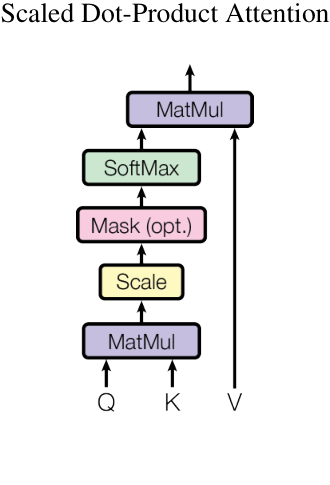 Scaled Dot-Product Attention
MatMul
SoftMax
Mask (opt.)
Scale
MatMul
Q K V